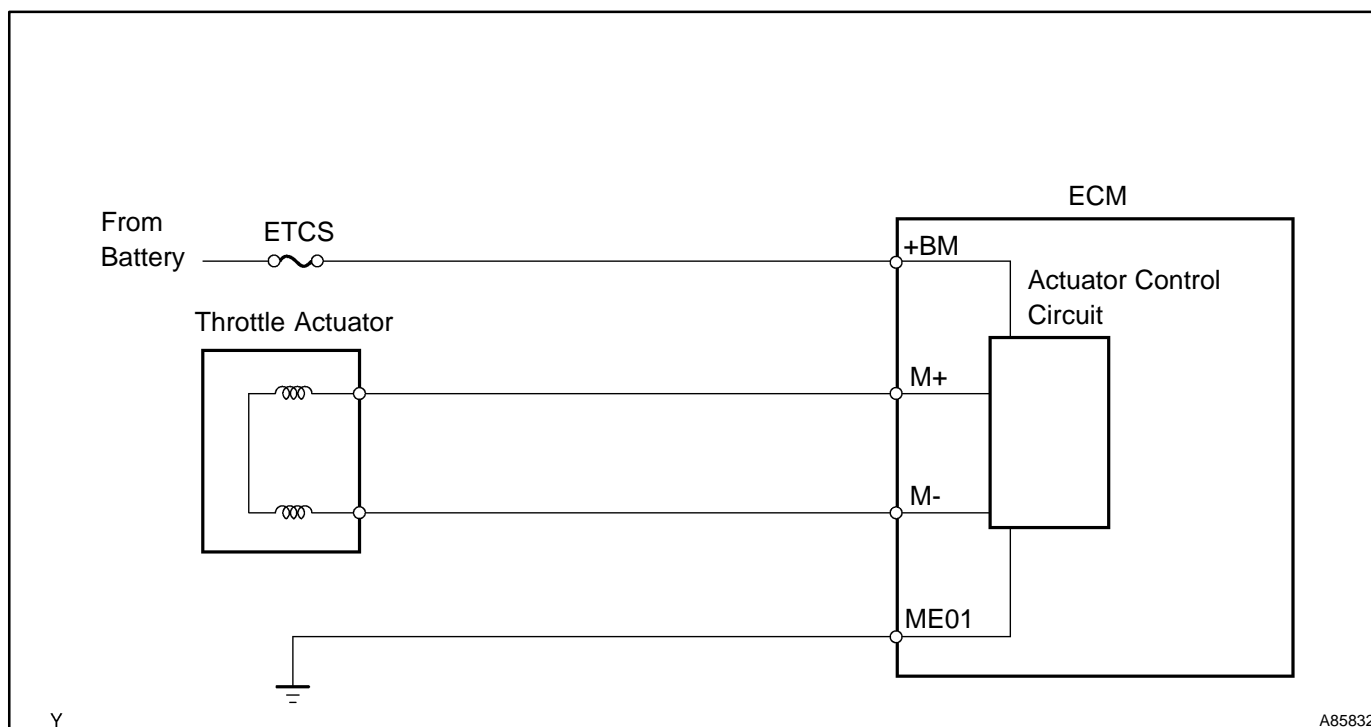 ECM
From
Battery
ETCS
+BM
Actuator Control
Circuit
Throttle Actuator
M+
M-
ME01
Y
A85832